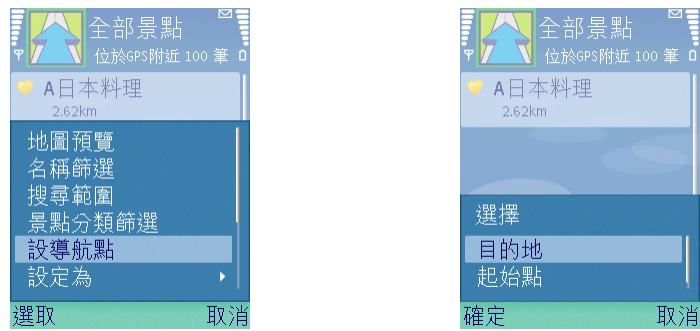 全部景點
位於GPS附近 100 筆
A日本料理
2.62km
地圖預覽
名稱篩選
搜尋範圍
景點分類篩選
設導航點
設定為
選取 取消
全部景點
位於GPS附近 100 筆
A日本料理
2.62km
選擇
目的地
起始點
確定 取消